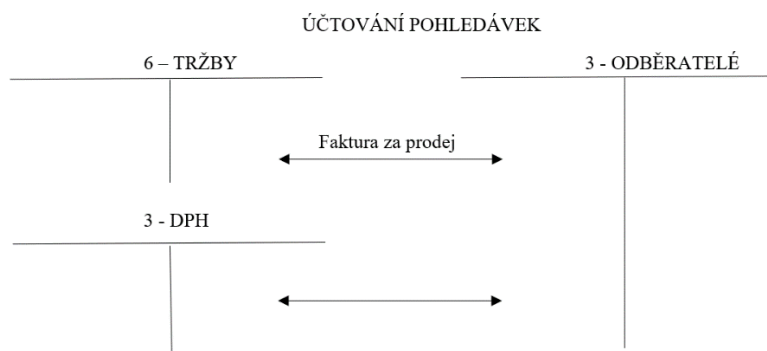 ÚČTOVÁNÍ POHLEDÁVEK
6 – TRŽBY
3 - ODBĚRATELÉ
Faktura za prodej
3 - DPH